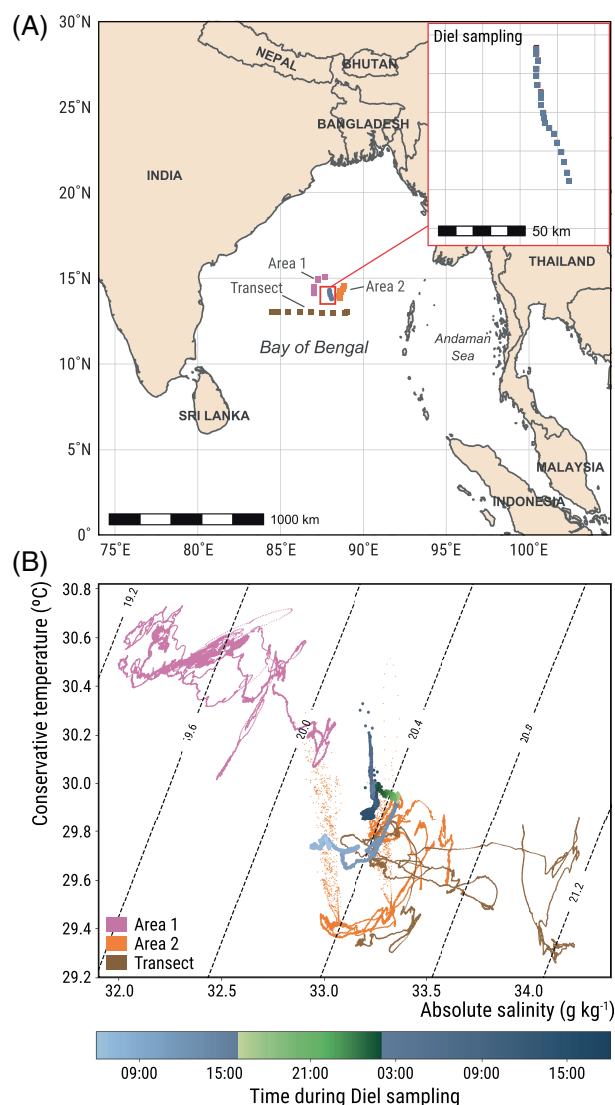 (A)
30°N
25°N
20°N
15°N
10°N
5°N
0°
75°E
80°E
85°E
90°E
95°E
100°E
NEPAL
BHUTAN
BANGLADESH
INDIA
THAILAND
SRI LANKA
MALAYSIA
INDONESIA
Area 1
Transect
Area 2
Bay of Bengal
Andaman
Sea
1000 km
Diel sampling
50 km
(B)
Conservative temperature (ºC)
30.8
30.6
30.4
30.2
30.0
29.8
29.6
29.4
29.2
19.2
19.6
20.0
20.4
20.8
21.2
Area 1
Area 2
Transect
32.0
32.5
33.0
33.5
34.0
Absolute salinity (g kg-1)
09:00
15:00
21:00
03:00
09:00
15:00
Time during Diel sampling